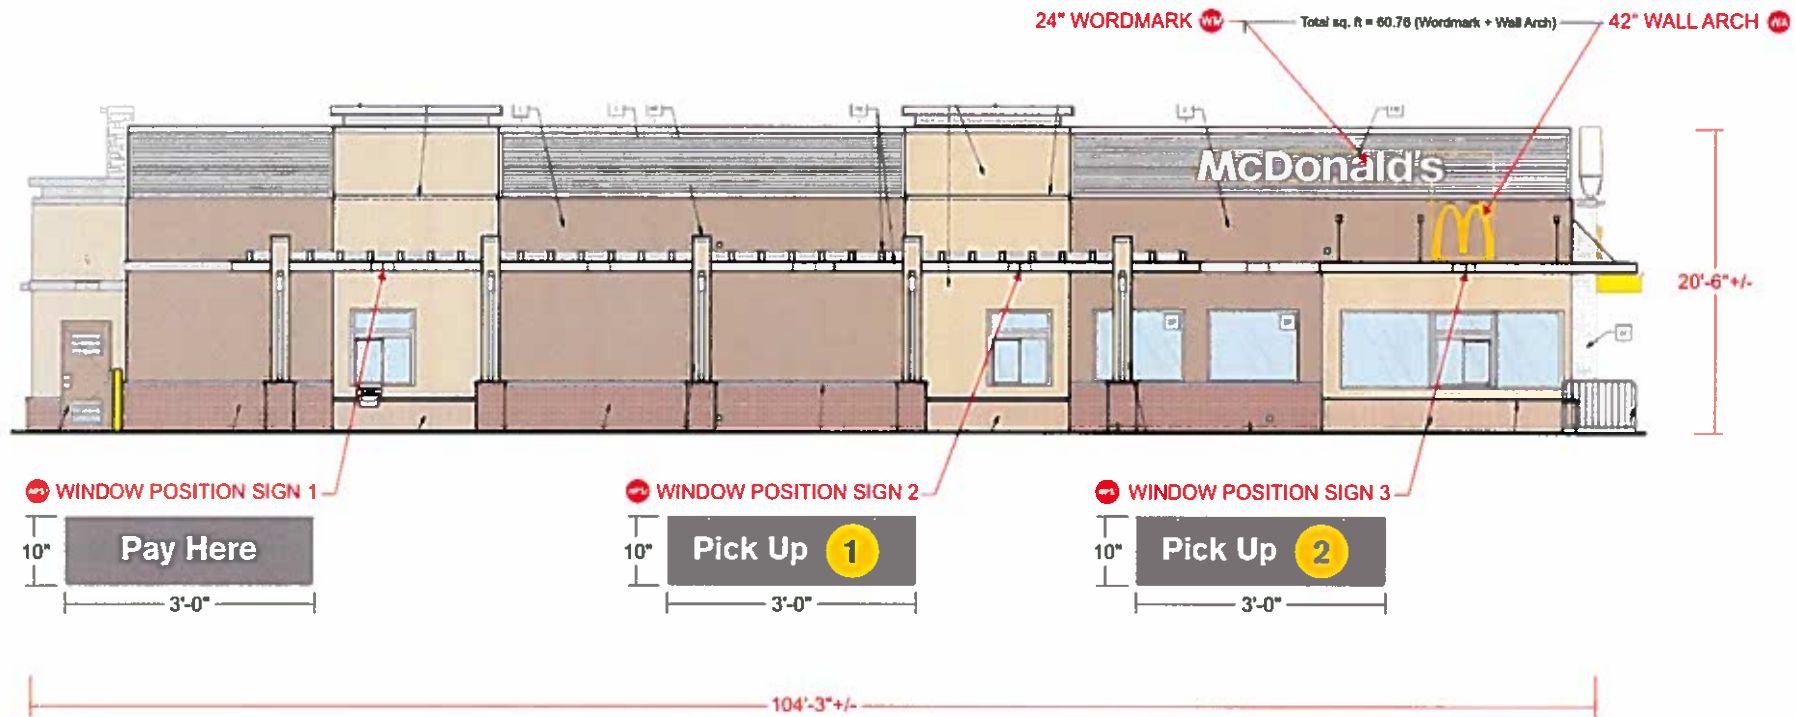 24" WORDMARK WM Total sq. ft = 60.76 (Wordmark + Wall Arch) 42" WALL ARCH WA
McDonald's
20'-6"+/-
WINDOW POSITION SIGN 1
WINDOW POSITION SIGN 2
WINDOW POSITION SIGN 3
10" Pay Here
10" Pick Up 1
10" Pick Up 2
3'-0"
3'-0"
3'-0"
104'-3"+/-